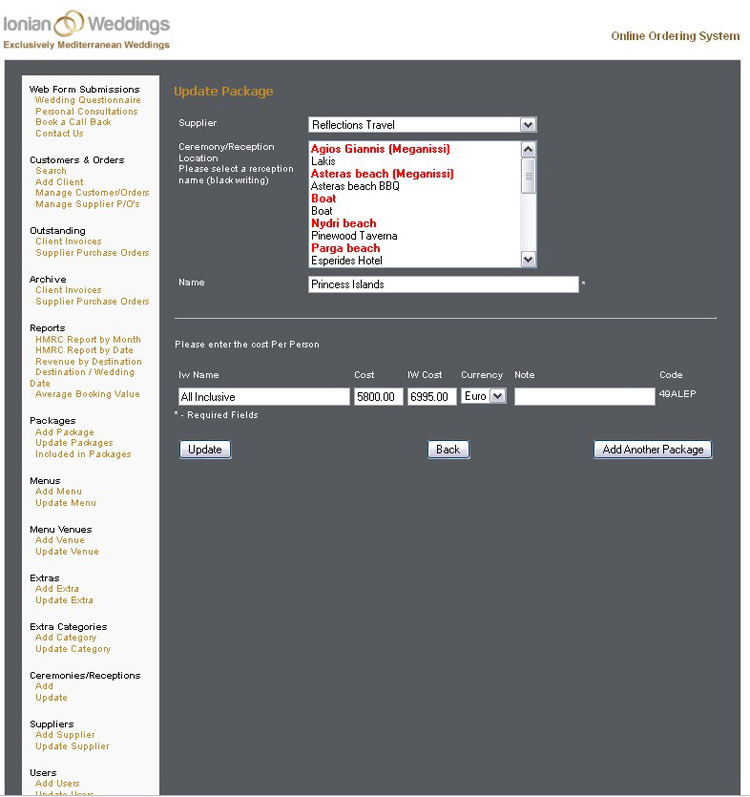 Ionian Weddings
Exclusively Mediterranean Weddings
Online Ordering System
Web Form Submissions
Wedding Questionnaire
Personal Consultations
Book a Call Back
Contact Us
Customers & Orders
Search
Add Client
Manage Customer/Orders
Manage Supplier P/O's
Outstanding
Client Invoices
Supplier Purchase Orders
Archive
Client Invoices
Supplier Purchase Orders
Reports
HMRC Report by Month
HMRC Report by Date
Revenue by Destination
Destination / Wedding
Date
Average Booking Value
Packages
Add Package
Update Packages
Included in Packages
Menus
Add Menu
Update Menu
Menu Venues
Add Venue
Update Venue
Extras
Add Extra
Update Extra
Extra Categories
Add Category
Update Category
Ceremonies/Receptions
Add
Update
Suppliers
Add Supplier
Update Supplier
Users
Add Users
Update Users
Update Package
Supplier
Reflections Travel
Ceremony/Reception
Location
Please select a rerception
name (black writing)
Agios Giannis (Meganissi)
Lakis
Asteras beach (Meganissi)
Asteras beach BBQ
Boat
Boat
Nydri beach
Pinewood Taverna
Parga beach
Esperides Hotel
Name
Princess Islands *
Please enter the cost Per Person
Iw Name Cost IW Cost Currency Note Code
All Inclusive 5800.00 6995.00 Euro 49ALEP
* - Required Fields
Update Back Add Another Package